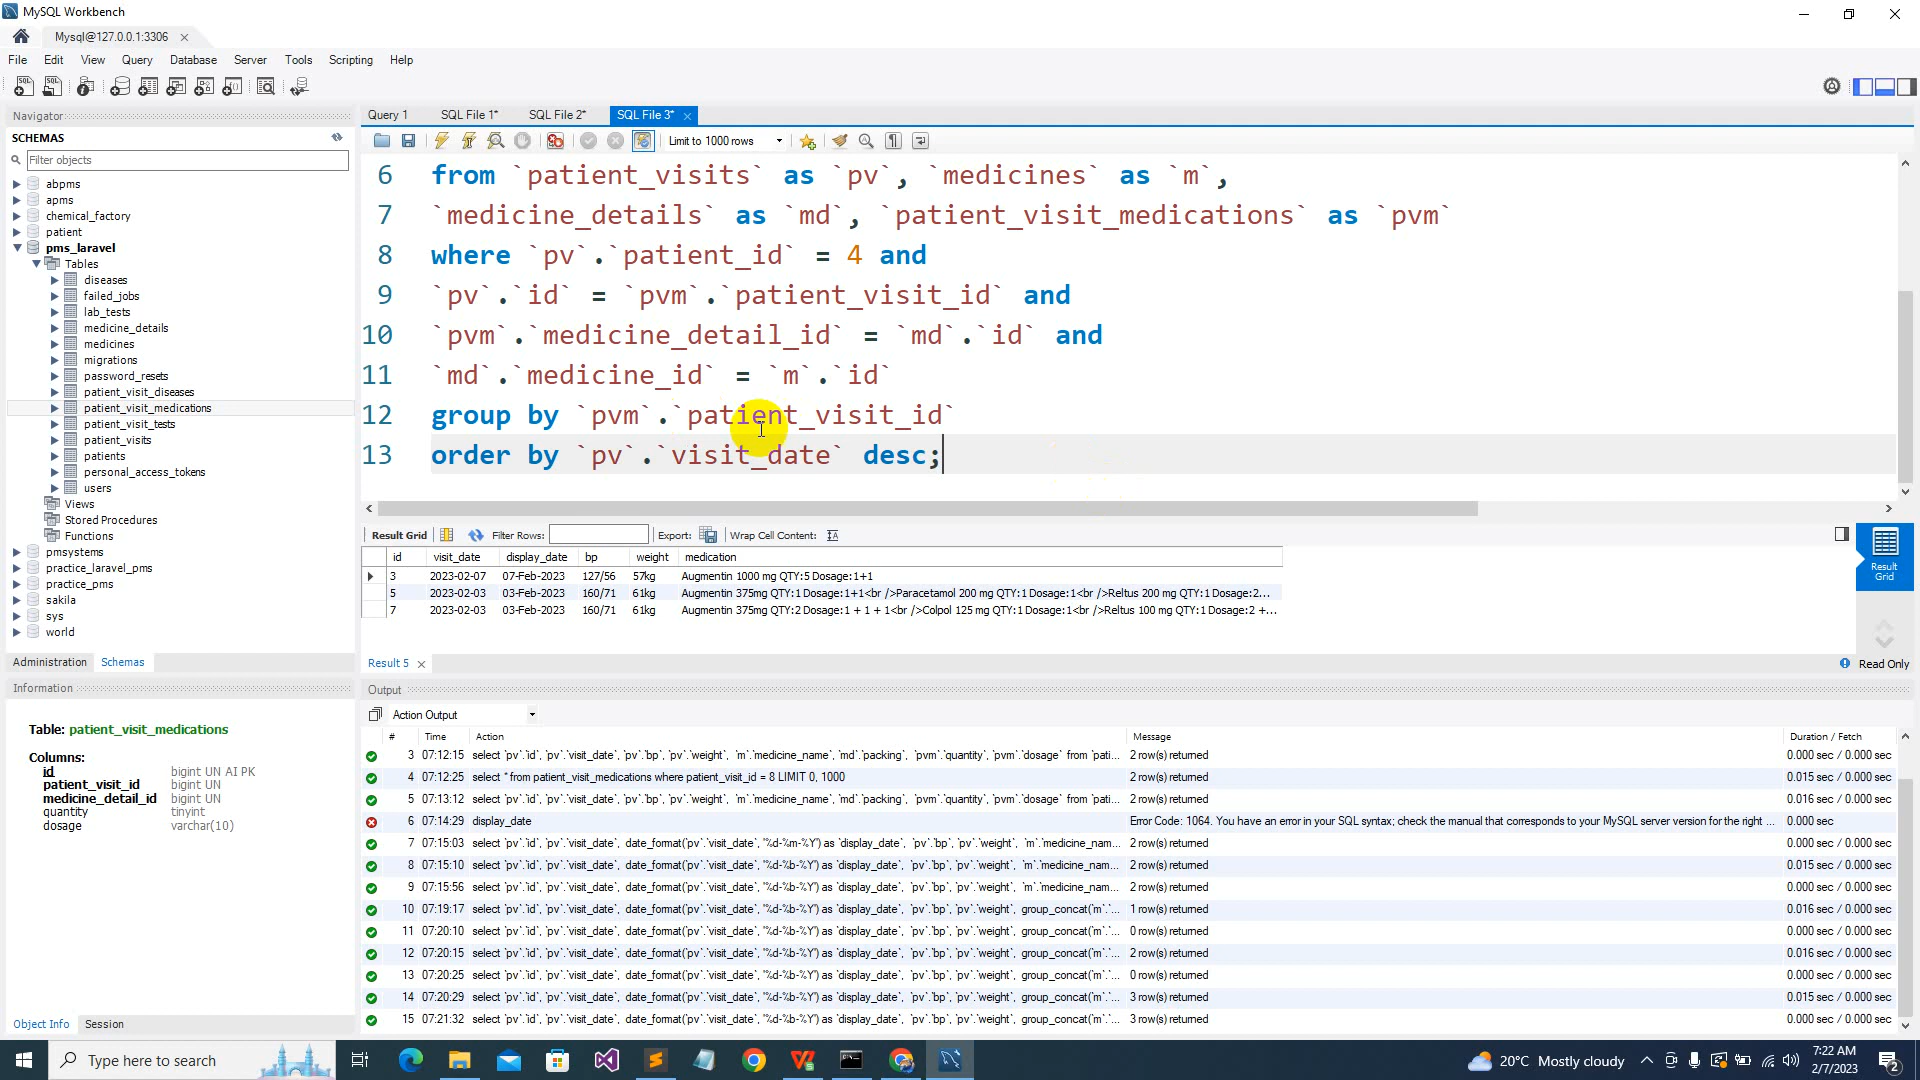 MySQL Workbench
Mysql@127.0.0.1:3306
File Edit View Query Database Server Tools Scripting Help
Navigator
SCHEMAS
Filter objects
abpms
apms
chemical_factory
patient
pms_laravel
Tables
diseases
failed_jobs
lab_tests
medicine_details
medicines
migrations
password_resets
patient_visit_diseases
patient_visit_medications
patient_visit_tests
patient_visits
patients
personal_access_tokens
users
Views
Stored Procedures
Functions
pmsystems
practice_laravel_pms
practice_pms
sakila
sys
world
Administration Schemas
Information
Table: patient_visit_medications
Columns:
id bigint UN AI PK
patient_visit_id bigint UN
medicine_detail_id bigint UN
quantity tinyint
dosage varchar(10)
Object Info Session
Query 1 SQL File 1* SQL File 2* SQL File 3*
Limit to 1000 rows
6 from `patient_visits` as `pv`, `medicines` as `m`,
7 `medicine_details` as `md`, `patient_visit_medications` as `pvm`
8 where `pv`.`patient_id` = 4 and
9 `pv`.`id` = `pvm`.`patient_visit_id` and
10 `pvm`.`medicine_detail_id` = `md`.`id` and
11 `md`.`medicine_id` = `m`.`id`
12 group by `pvm`.`patient_visit_id`
13 order by `pv`.`visit_date` desc;
Result Grid Filter Rows: Export: Wrap Cell Content:
id visit_date display_date bp weight medication
3 2023-02-07 07-Feb-2023 127/56 57kg Augmentin 1000 mg QTY:5 Dosage:1+1
5 2023-02-03 03-Feb-2023 160/71 61kg Augmentin 375mg QTY:1 Dosage:1+1<br />Paracetamol 200 mg QTY:1 Dosage:1<br />Reltus 200 mg QTY:1 Dosage:2...
7 2023-02-03 03-Feb-2023 160/71 61kg Augmentin 375mg QTY:2 Dosage:1 + 1 + 1<br />Colpol 125 mg QTY:1 Dosage:1<br />Reltus 100 mg QTY:1 Dosage:2 +...
Result Grid
Result 5
Read Only
Output
Action Output
# Time Action Message Duration / Fetch
3 07:12:15 select `pv`.`id`, `pv`.`visit_date`, `pv`.`bp`, `pv`.`weight`, `m`.`medicine_name`, `md`.`packing`, `pvm`.`quantity`, `pvm`.`dosage` from `pati... 2 row(s) returned 0.000 sec / 0.000 sec
4 07:12:25 select * from patient_visit_medications where patient_visit_id = 8 LIMIT 0, 1000 2 row(s) returned 0.015 sec / 0.000 sec
5 07:13:12 select `pv`.`id`, `pv`.`visit_date`, `pv`.`bp`, `pv`.`weight`, `m`.`medicine_name`, `md`.`packing`, `pvm`.`quantity`, `pvm`.`dosage` from `pati... 2 row(s) returned 0.016 sec / 0.000 sec
6 07:14:29 display_date Error Code: 1064. You have an error in your SQL syntax; check the manual that corresponds to your MySQL server version for the right ... 0.000 sec
7 07:15:03 select `pv`.`id`, `pv`.`visit_date`, date_format(`pv`.`visit_date`, "%d-%m-%Y") as `display_date`, `pv`.`bp`, `pv`.`weight`, `m`.`medicine_nam... 2 row(s) returned 0.000 sec / 0.000 sec
8 07:15:10 select `pv`.`id`, `pv`.`visit_date`, date_format(`pv`.`visit_date`, "%d-%b-%Y") as `display_date`, `pv`.`bp`, `pv`.`weight`, `m`.`medicine_nam... 2 row(s) returned 0.015 sec / 0.000 sec
9 07:15:56 select `pv`.`id`, `pv`.`visit_date`, date_format(`pv`.`visit_date`, "%d-%b-%Y") as `display_date`, `pv`.`bp`, `pv`.`weight`, `m`.`medicine_nam... 2 row(s) returned 0.000 sec / 0.000 sec
10 07:19:17 select `pv`.`id`, `pv`.`visit_date`, date_format(`pv`.`visit_date`, "%d-%b-%Y") as `display_date`, `pv`.`bp`, `pv`.`weight`, group_concat(`m`.`... 1 row(s) returned 0.016 sec / 0.000 sec
11 07:20:10 select `pv`.`id`, `pv`.`visit_date`, date_format(`pv`.`visit_date`, "%d-%b-%Y") as `display_date`, `pv`.`bp`, `pv`.`weight`, group_concat(`m`.`... 0 row(s) returned 0.000 sec / 0.000 sec
12 07:20:15 select `pv`.`id`, `pv`.`visit_date`, date_format(`pv`.`visit_date`, "%d-%b-%Y") as `display_date`, `pv`.`bp`, `pv`.`weight`, group_concat(`m`.`... 2 row(s) returned 0.016 sec / 0.000 sec
13 07:20:25 select `pv`.`id`, `pv`.`visit_date`, date_format(`pv`.`visit_date`, "%d-%b-%Y") as `display_date`, `pv`.`bp`, `pv`.`weight`, group_concat(`m`.`... 0 row(s) returned 0.000 sec / 0.000 sec
14 07:20:29 select `pv`.`id`, `pv`.`visit_date`, date_format(`pv`.`visit_date`, "%d-%b-%Y") as `display_date`, `pv`.`bp`, `pv`.`weight`, group_concat(`m`.`... 3 row(s) returned 0.015 sec / 0.000 sec
15 07:21:32 select `pv`.`id`, `pv`.`visit_date`, date_format(`pv`.`visit_date`, "%d-%b-%Y") as `display_date`, `pv`.`bp`, `pv`.`weight`, group_concat(`m`.`... 3 row(s) returned 0.000 sec / 0.000 sec
Type here to search
20°C Mostly cloudy
7:22 AM
2/7/2023
2